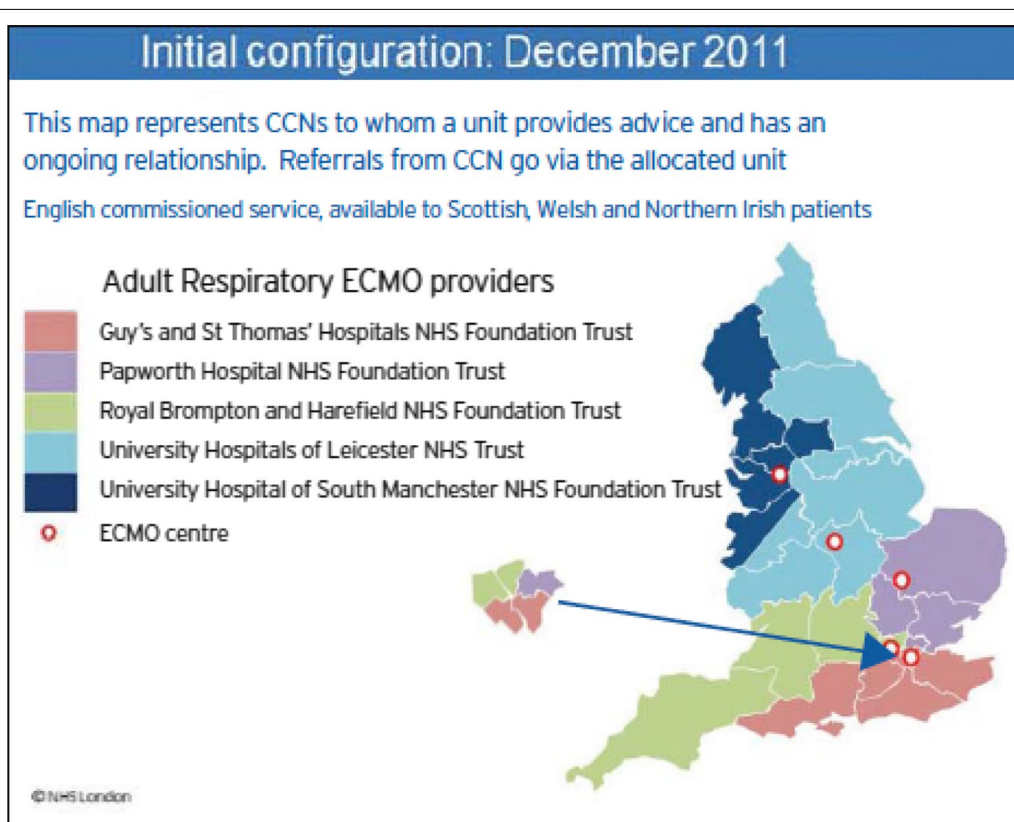 Initial configuration: December 2011
This map represents CCNs to whom a unit provides advice and has an
ongoing relationship. Referrals from CCN go via the allocated unit
English commissioned service, available to Scottish, Welsh and Northern Irish patients
Adult Respiratory ECMO providers
Guy's and St Thomas' Hospitals NHS Foundation Trust
Papworth Hospital NHS Foundation Trust
Royal Brompton and Harefield NHS Foundation Trust
University Hospitals of Leicester NHS Trust
University Hospital of South Manchester NHS Foundation Trust
ECMO centre
©NHS London